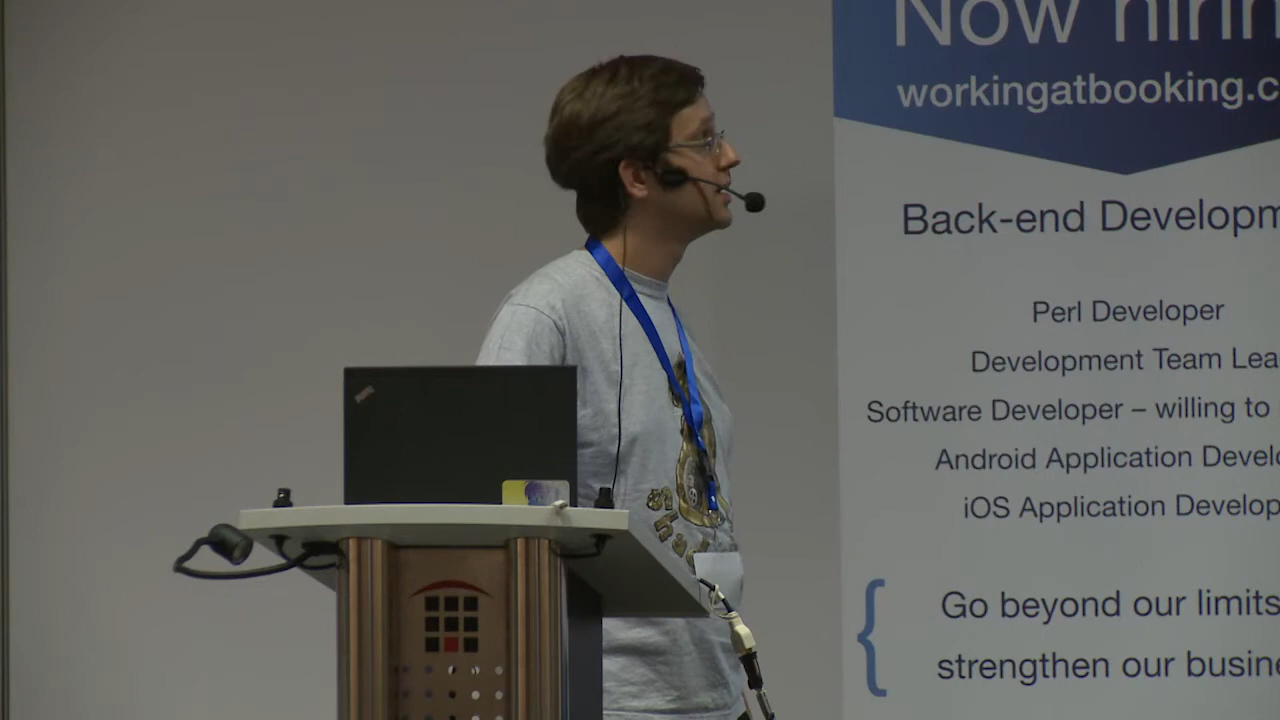 Now hirin
workingatbooking.c
Back-end Developm
Perl Developer
Development Team Lea
Software Developer – willing to
Android Application Develo
iOS Application Develop
{ Go beyond our limits
strengthen our busine